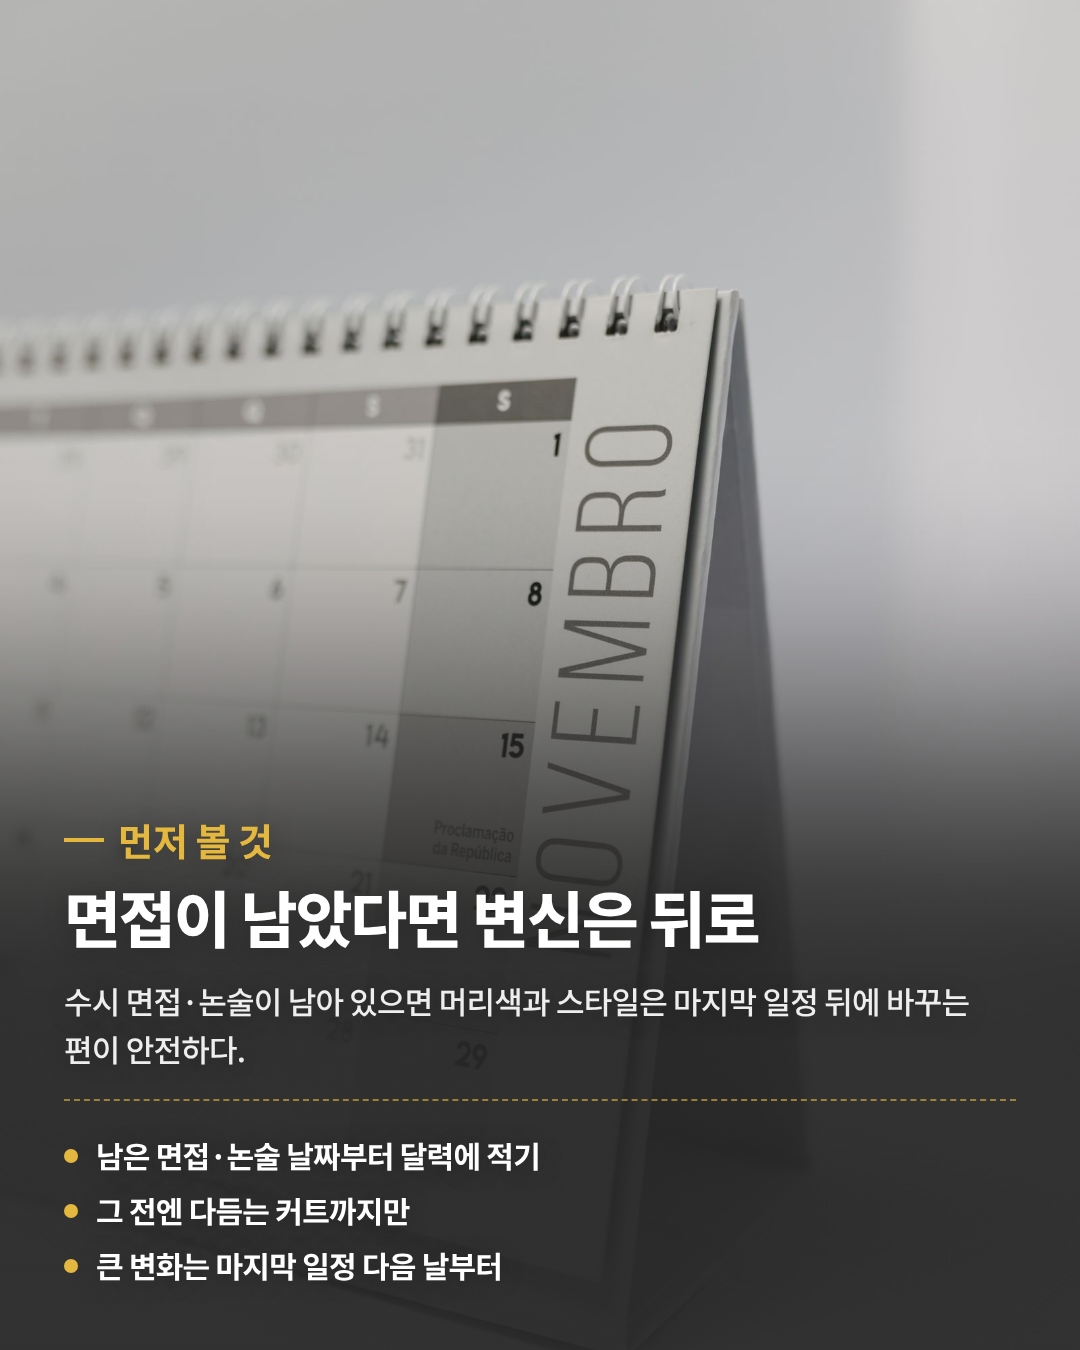 S S
31 1
6 7 8
13 14 15
Proclamação
da República
21
28 29
NOVEMBRO
먼저 볼 것
면접이 남았다면 변신은 뒤로
수시 면접·논술이 남아 있으면 머리색과 스타일은 마지막 일정 뒤에 바꾸는
편이 안전하다.
남은 면접·논술 날짜부터 달력에 적기
그 전엔 다듬는 커트까지만
큰 변화는 마지막 일정 다음 날부터